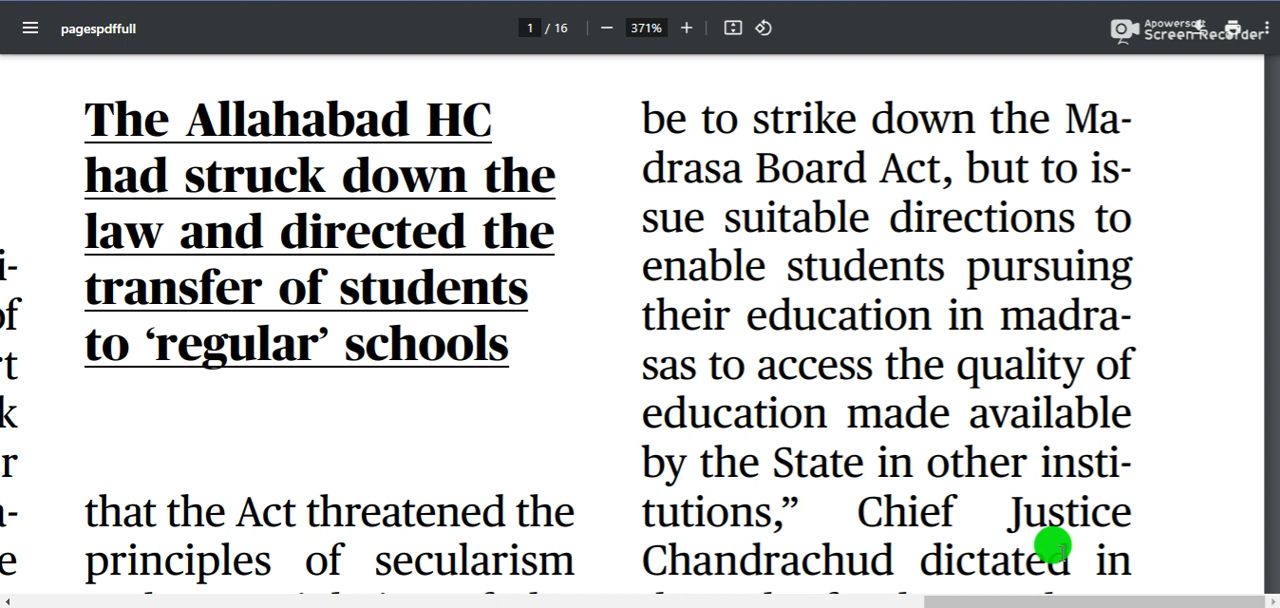 pagespdffull
1 / 16
371%
Apowersoft
Screen Recorder
The Allahabad HC
had struck down the
law and directed the
transfer of students
to ‘regular’ schools
that the Act threatened the
principles of secularism
be to strike down the Ma-
drasa Board Act, but to is-
sue suitable directions to
enable students pursuing
their education in madra-
sas to access the quality of
education made available
by the State in other insti-
tutions,” Chief Justice
Chandrachud dictated in